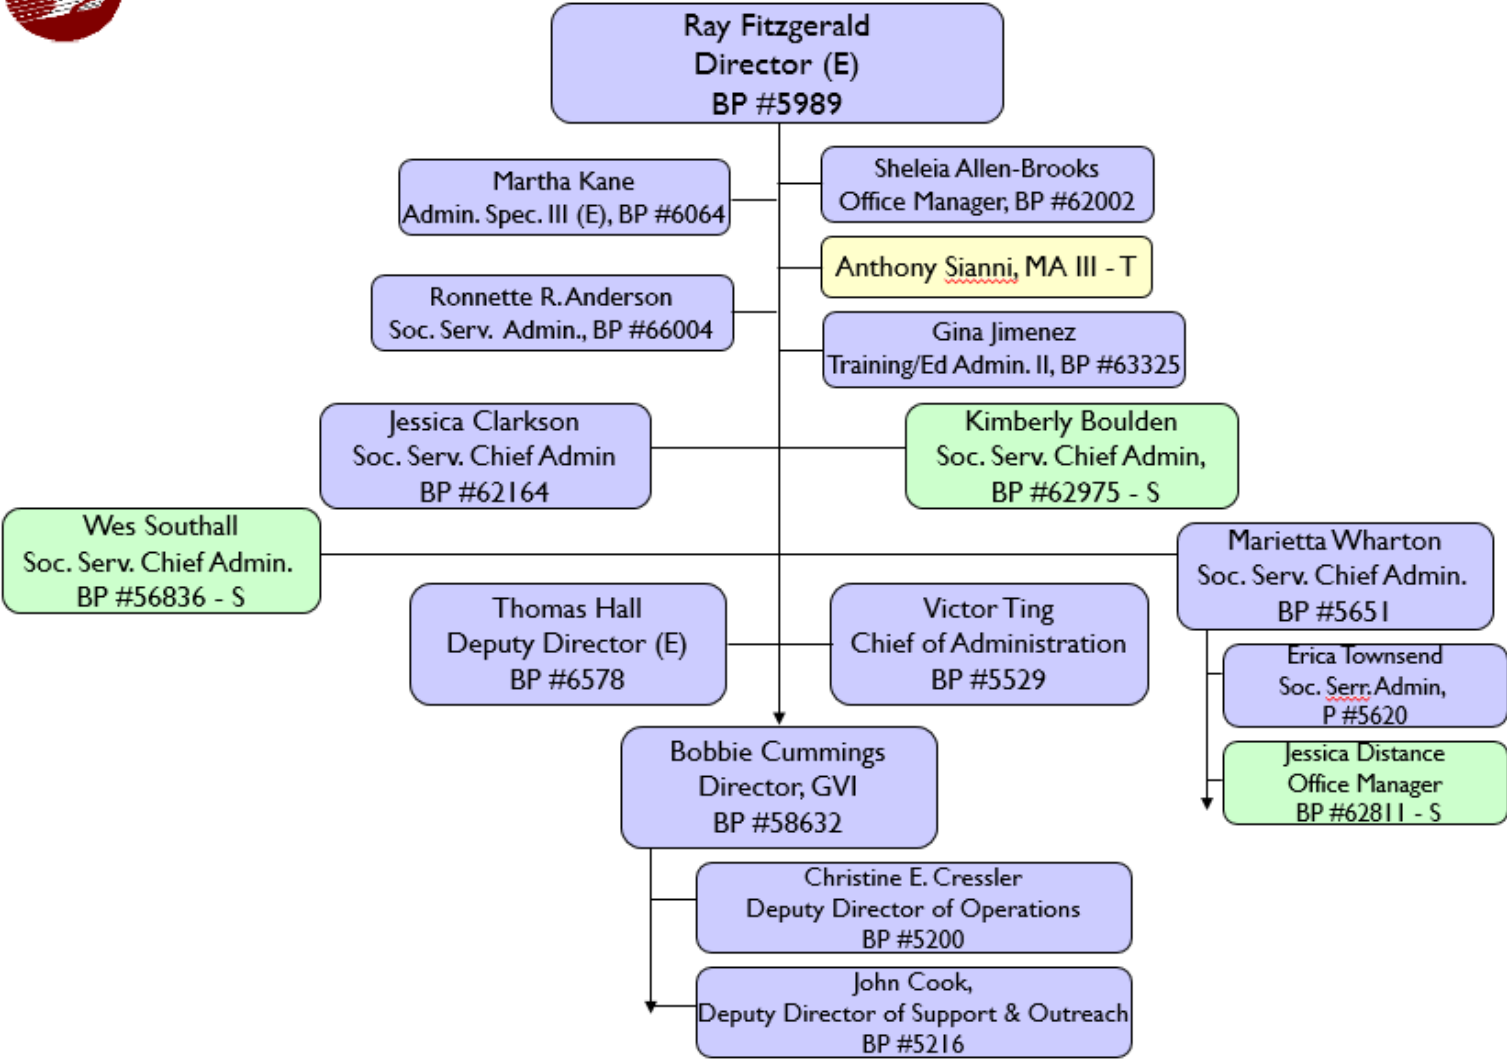 Ray Fitzgerald
Director (E)
BP #5989
Martha Kane
Admin. Spec. III (E), BP #6064
Sheleia Allen-Brooks
Office Manager, BP #62002
Anthony Sianni, MA III - T
Ronnette R. Anderson
Soc. Serv. Admin., BP #66004
Gina Jimenez
Training/Ed Admin. II, BP #63325
Jessica Clarkson
Soc. Serv. Chief Admin
BP #62164
Kimberly Boulden
Soc. Serv. Chief Admin,
BP #62975 - S
Wes Southall
Soc. Serv. Chief Admin.
BP #56836 - S
Marietta Wharton
Soc. Serv. Chief Admin.
BP #5651
Thomas Hall
Deputy Director (E)
BP #6578
Victor Ting
Chief of Administration
BP #5529
Erica Townsend
Soc. Serr. Admin,
P #5620
Jessica Distance
Office Manager
BP #62811 - S
Bobbie Cummings
Director, GVI
BP #58632
Christine E. Cressler
Deputy Director of Operations
BP #5200
John Cook,
Deputy Director of Support & Outreach
BP #5216